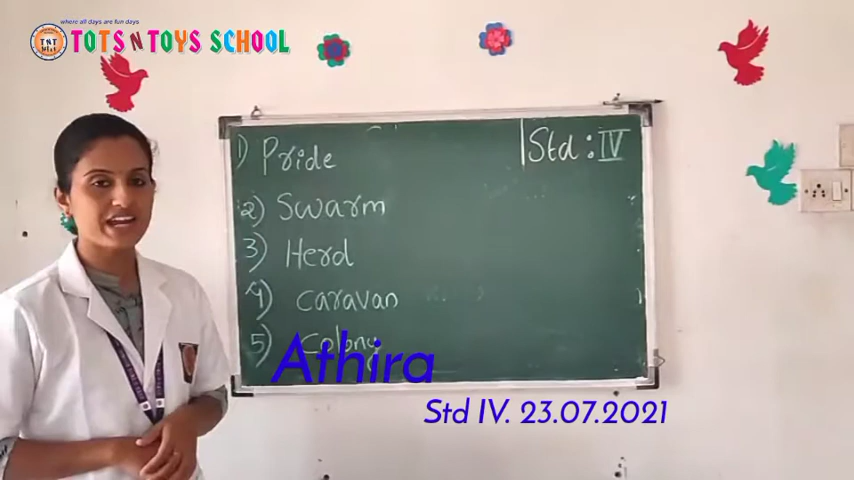 where all days are fun days
TOTS N TOYS SCHOOL
Std : IV
1) Pride
2) Swarm
3) Herd
4) Caravan
5) Colony
Athira
Std IV. 23.07.2021